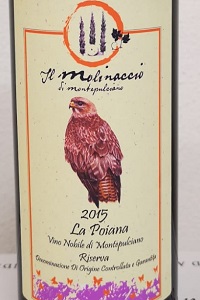 Il Molinaccio
di Montepulciano
2015
La Poiana
Vino Nobile di Montepulciano
Riserva
Denominazione Di Origine Controllata e Garantita